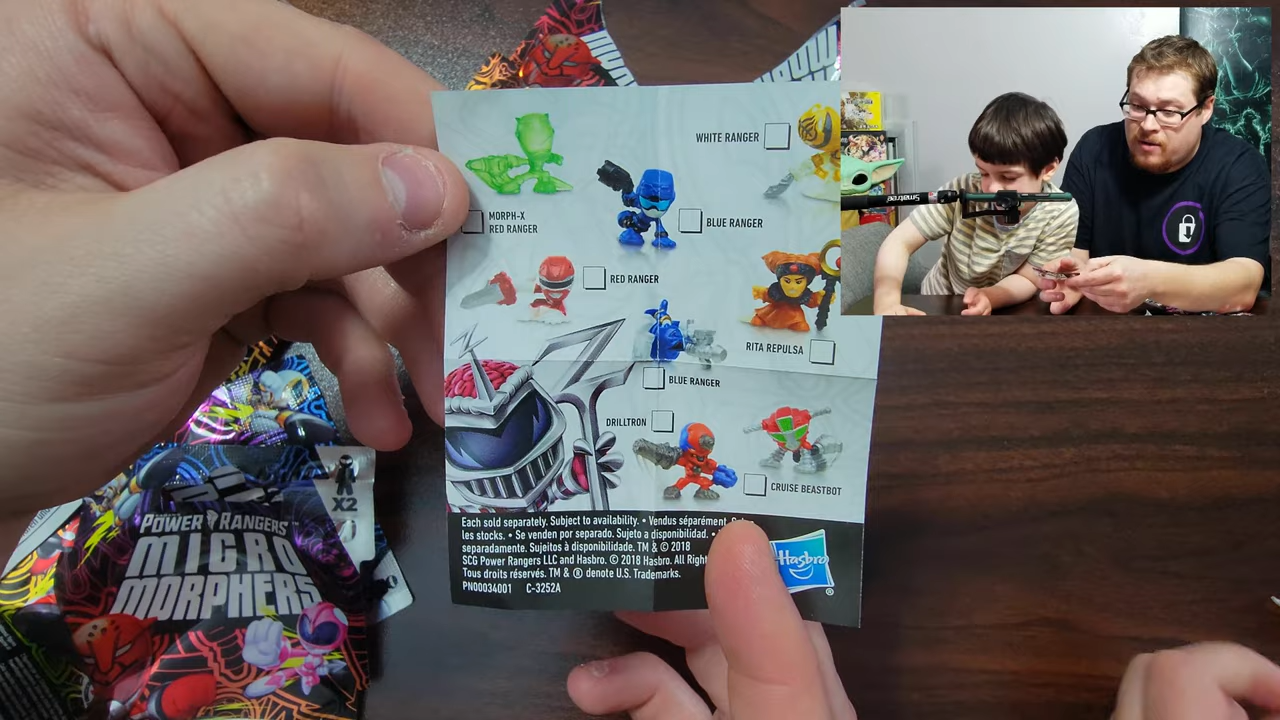 WHITE RANGER
MORPH-X
RED RANGER
BLUE RANGER
RED RANGER
RITA REPULSA
BLUE RANGER
DRILLTRON
CRUISE BEASTBOT
Each sold separately. Subject to availability. • Vendus séparément.
les stocks. • Se venden por separado. Sujeto a disponibilidad. •
separadamente. Sujeitos à disponibilidade. TM & © 2018
SCG Power Rangers LLC and Hasbro. © 2018 Hasbro. All Right
Tous droits réservés. TM & ® denote U.S. Trademarks.
PN00034001 C-3252A
Hasbro
®
X2
POWER RANGERS™
MICRO
MORPHERS
Smatree